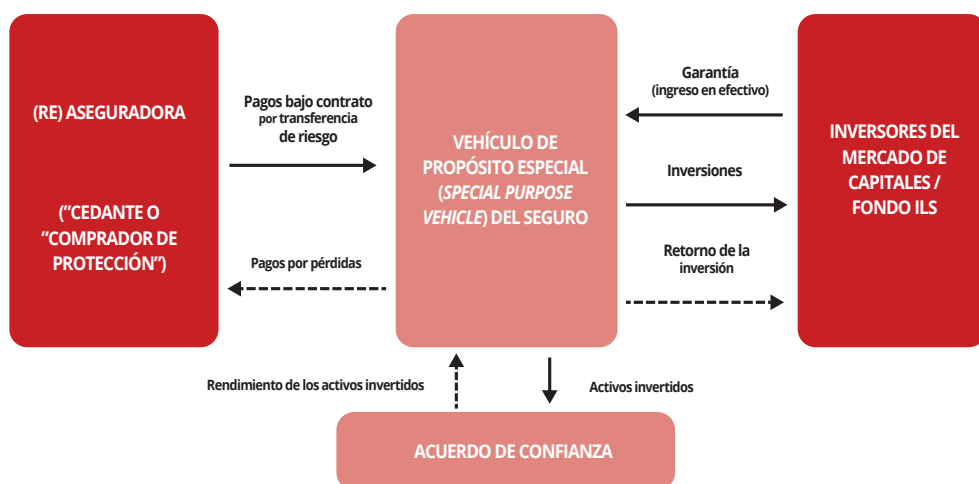 (RE) ASEGURADORA
(”CEDANTE O
”COMPRADOR DE
PROTECCIÓN”)
Pagos bajo contrato
por transferencia
de riesgo
Pagos por pérdidas
VEHÍCULO DE
PROPÓSITO ESPECIAL
(SPECIAL PURPOSE
VEHICLE) DEL SEGURO
Garantía
(ingreso en efectivo)
Inversiones
Retorno de la
inversión
INVERSORES DEL
MERCADO DE
CAPITALES /
FONDO ILS
Rendimiento de los activos invertidos
Activos invertidos
ACUERDO DE CONFIANZA